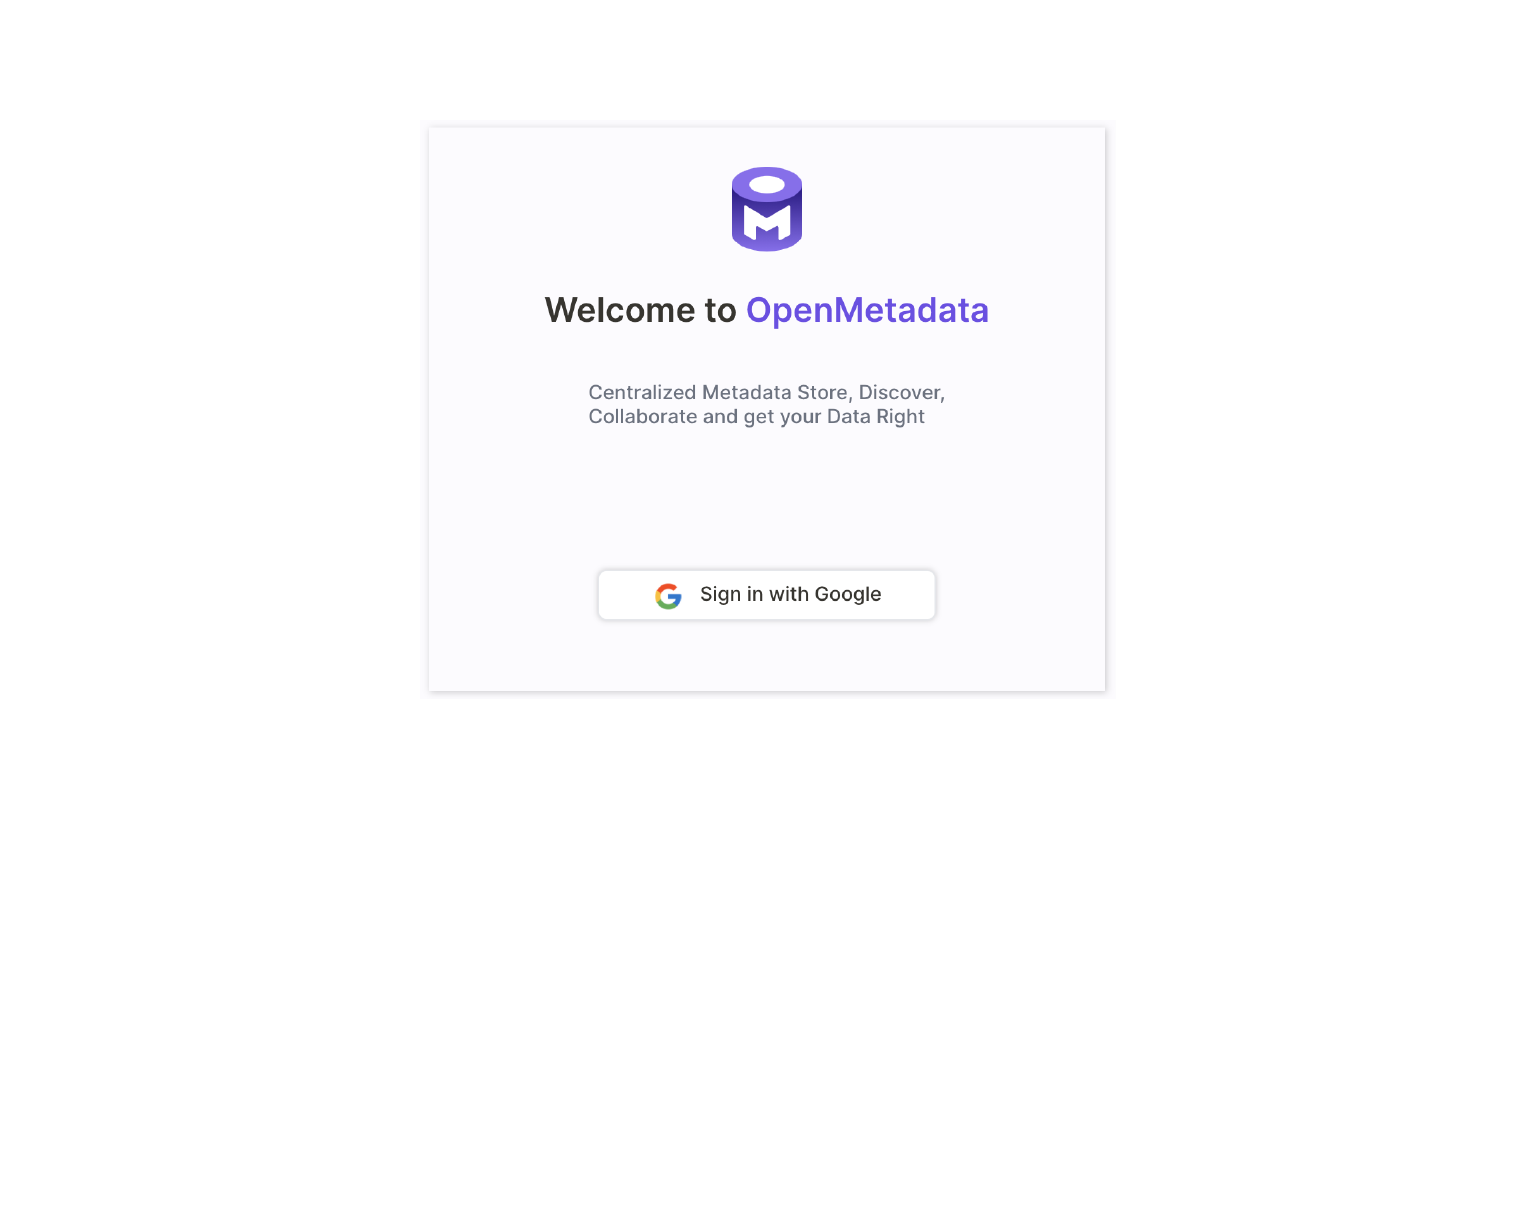 Welcome to OpenMetadata
Centralized Metadata Store, Discover,
Collaborate and get your Data Right
Sign in with Google